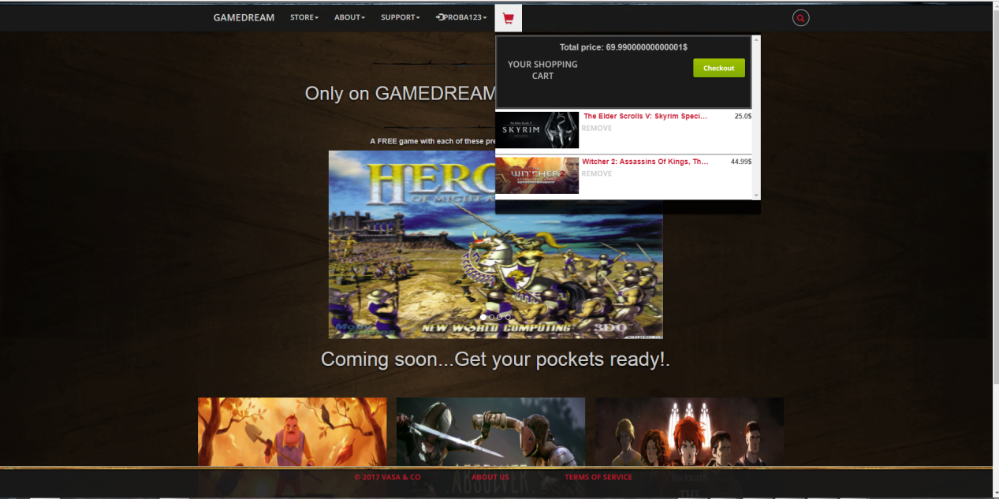 GAMEDREAM STORE ABOUT SUPPORT PROBA123
Total price: 69.99000000000001$
YOUR SHOPPING
CART
Checkout
Only on GAMEDREAM
The Elder Scrolls V: Skyrim Speci... 25.0$
SKYRIM
REMOVE
A FREE game with each of these pre
Witcher 2: Assassins Of Kings, Th... 44.99$
WITCHER 2
REMOVE
HERO
OF MIGHT A
NEW WORLD COMPUTING 3DO
Coming soon...Get your pockets ready!.
© 2017 VASA & CO ABOUT US TERMS OF SERVICE
ABSOLVER
THE